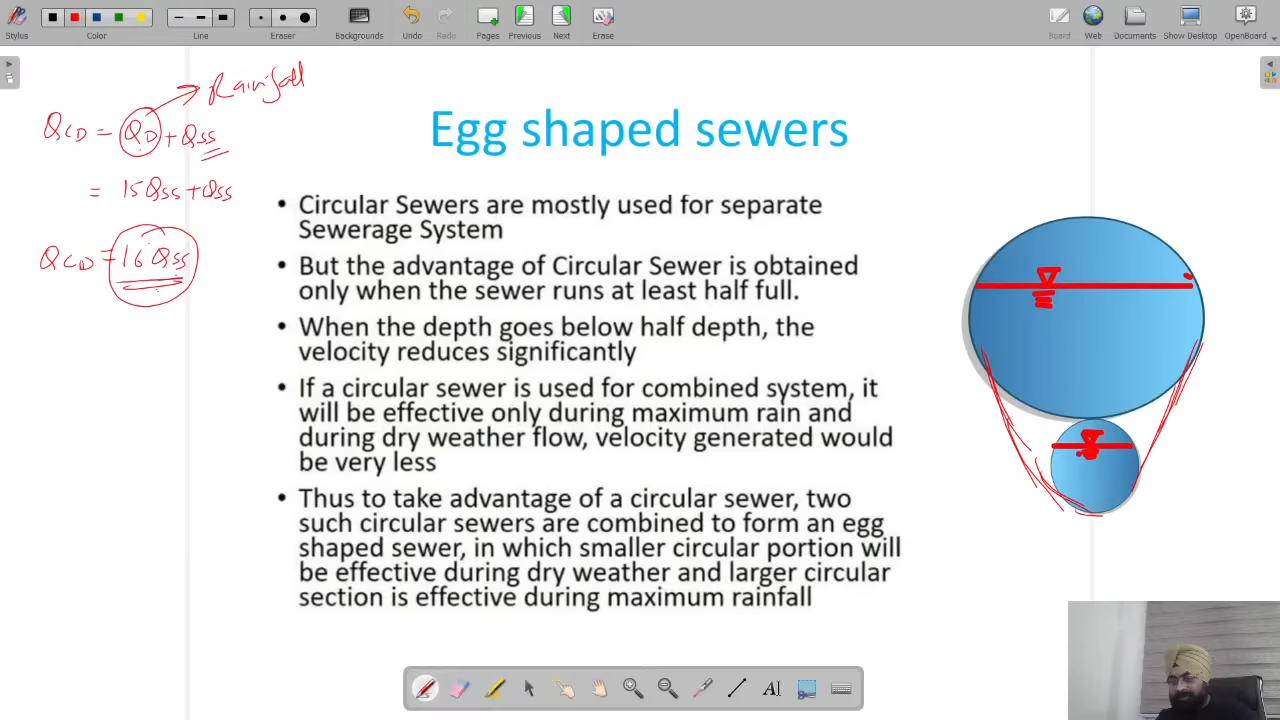 Stylus
Color
Line
Eraser
Backgrounds
Undo
Redo
Pages
Previous
Next
Erase
Board
Web
Documents
Show Desktop
OpenBoard
Rainfall
QCD = QD + QSS
= 15QSS + QSS
QCD = 16 QSS
Egg shaped sewers
• Circular Sewers are mostly used for separate
Sewerage System
• But the advantage of Circular Sewer is obtained
only when the sewer runs at least half full.
• When the depth goes below half depth, the
velocity reduces significantly
• If a circular sewer is used for combined system, it
will be effective only during maximum rain and
during dry weather flow, velocity generated would
be very less
• Thus to take advantage of a circular sewer, two
such circular sewers are combined to form an egg
shaped sewer, in which smaller circular portion will
be effective during dry weather and larger circular
section is effective during maximum rainfall